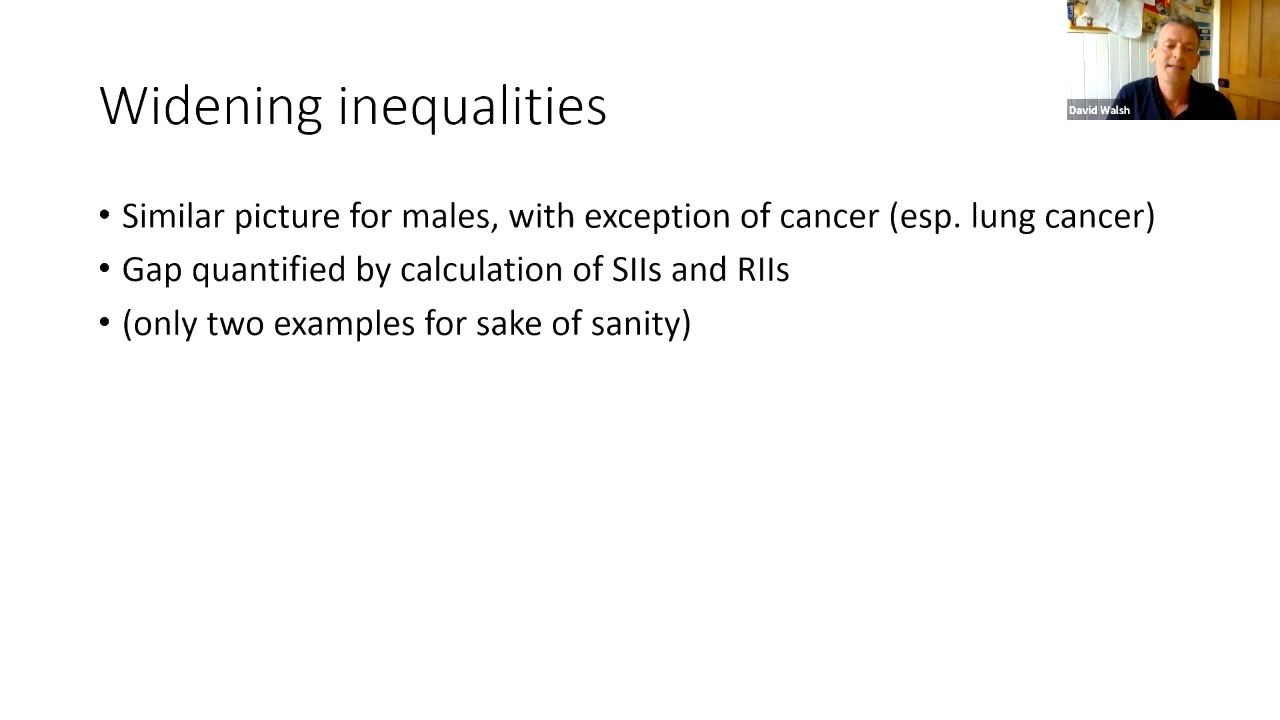 Widening inequalities
David Walsh
• Similar picture for males, with exception of cancer (esp. lung cancer)
• Gap quantified by calculation of SIIs and RIIs
• (only two examples for sake of sanity)